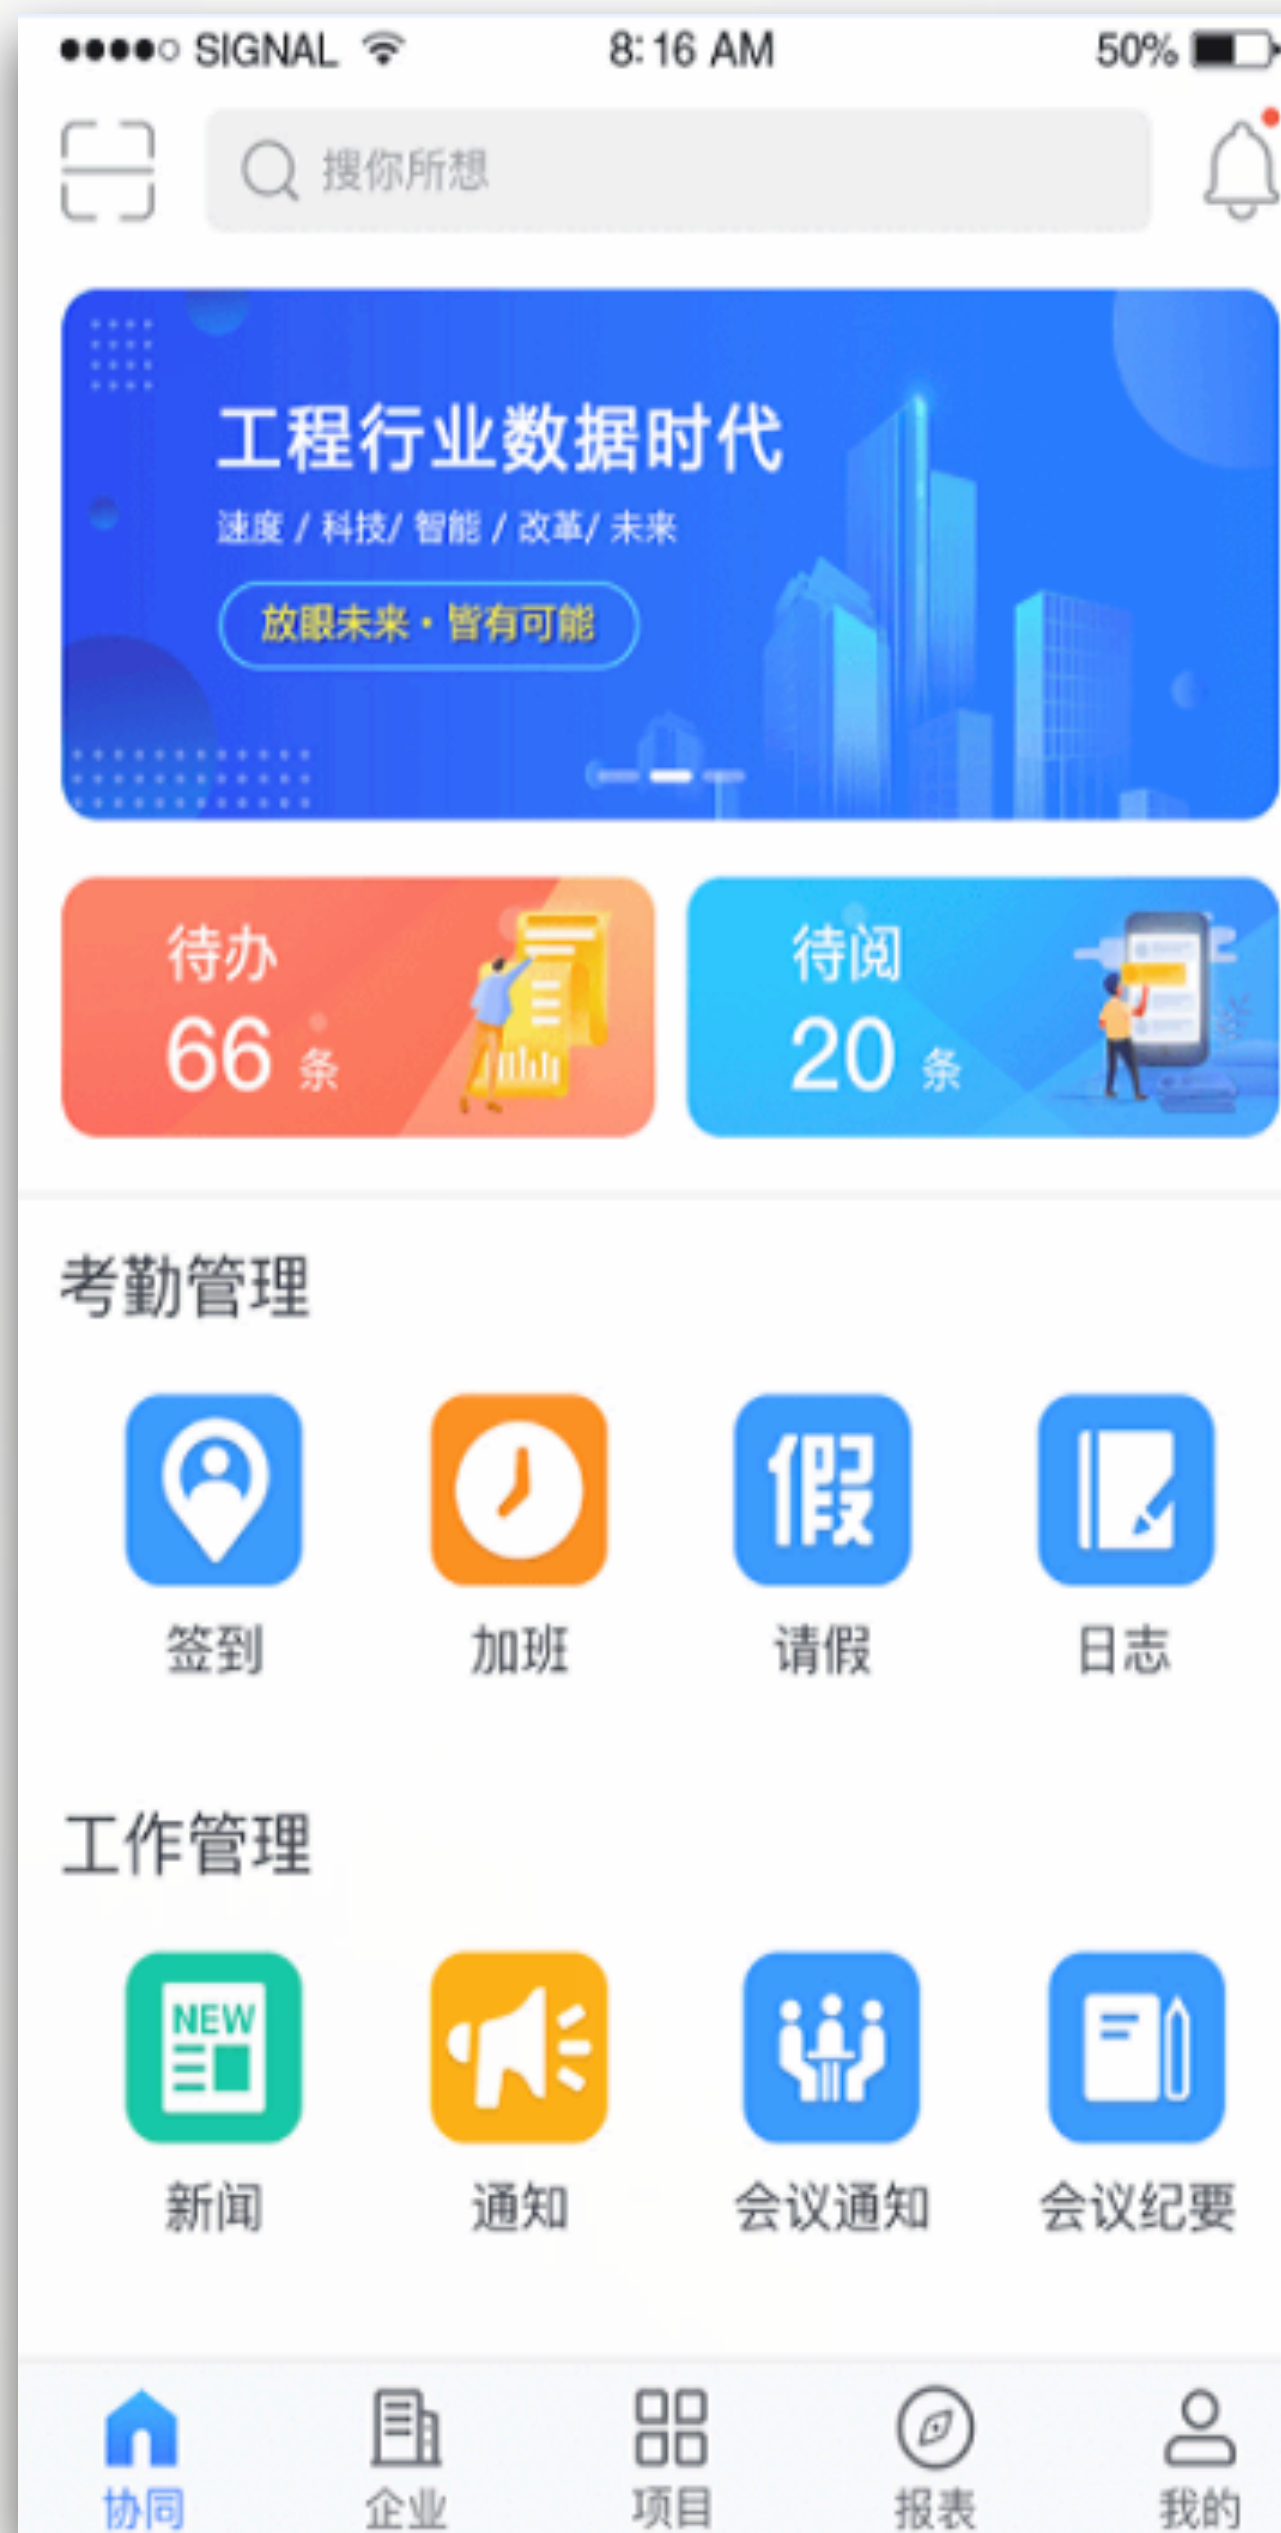 SIGNAL 8:16 AM 50%
搜你所想
工程行业数据时代
速度 / 科技/ 智能 / 改革/ 未来
放眼未来·皆有可能
待办 待阅
66 条 20 条
考勤管理
假
签到 加班 请假 日志
工作管理
NEW
新闻 通知 会议通知 会议纪要
协同 企业 项目 报表 我的